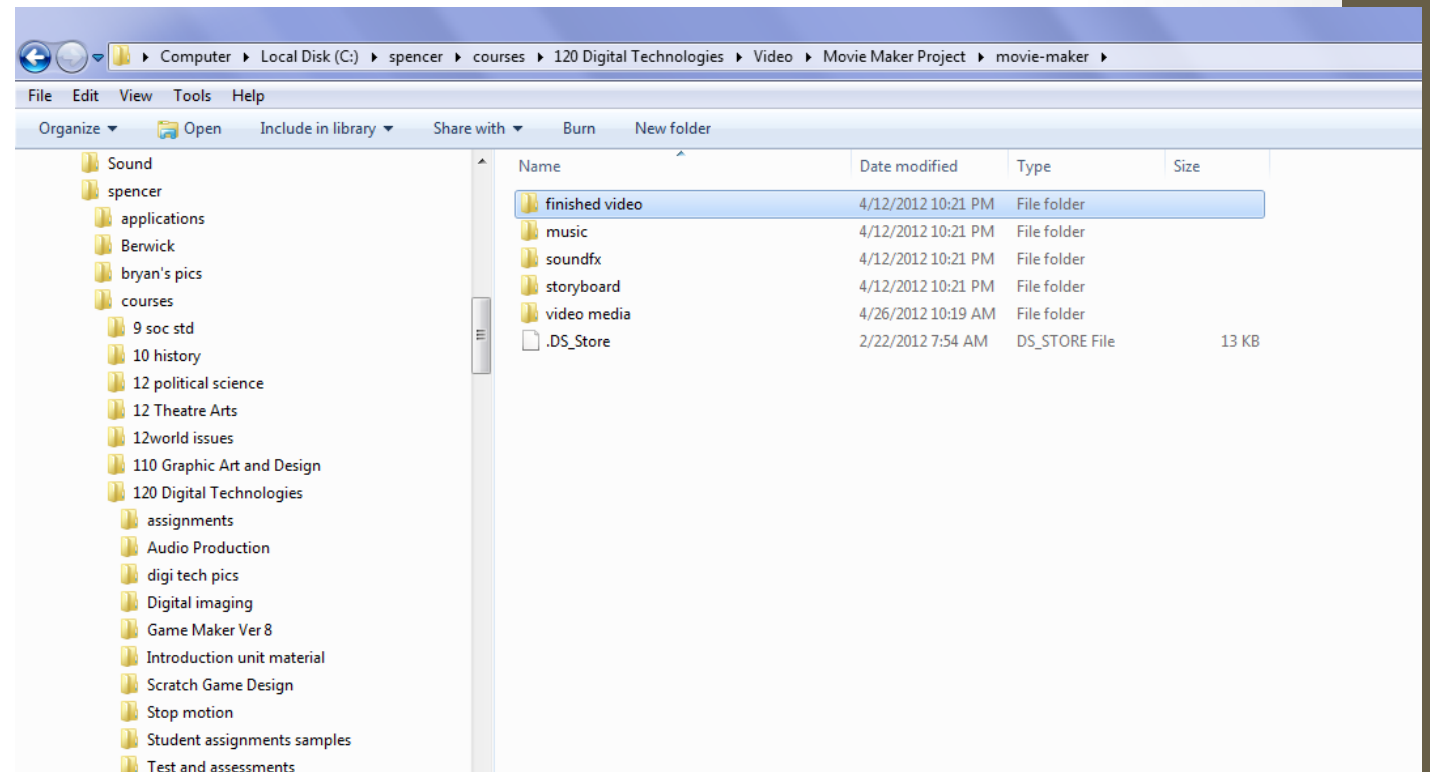 Computer Local Disk (C:) spencer courses 120 Digital Technologies Video Movie Maker Project movie-maker
File Edit View Tools Help
Organize Open Include in library Share with Burn New folder
Sound
spencer
applications
Berwick
bryan's pics
courses
9 soc std
10 history
12 political science
12 Theatre Arts
12world issues
110 Graphic Art and Design
120 Digital Technologies
assignments
Audio Production
digi tech pics
Digital imaging
Game Maker Ver 8
Introduction unit material
Scratch Game Design
Stop motion
Student assignments samples
Test and assessments
Name Date modified Type Size
finished video 4/12/2012 10:21 PM File folder
music 4/12/2012 10:21 PM File folder
soundfx 4/12/2012 10:21 PM File folder
storyboard 4/12/2012 10:21 PM File folder
video media 4/26/2012 10:19 AM File folder
.DS_Store 2/22/2012 7:54 AM DS_STORE File 13 KB